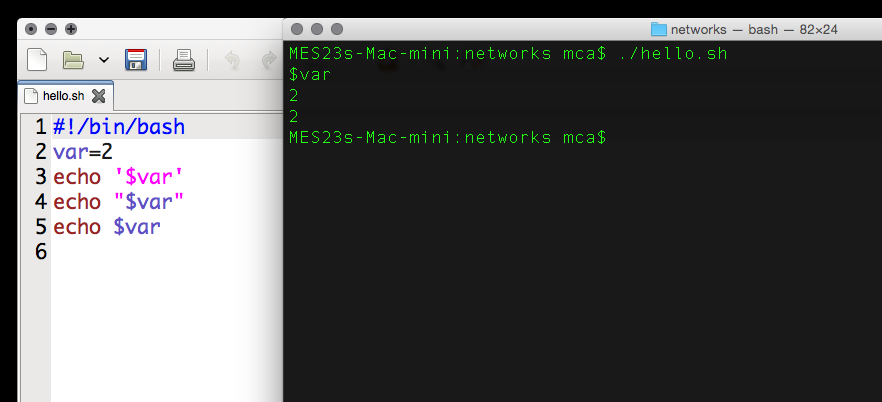 hello.sh
1 #!/bin/bash
2 var=2
3 echo '$var'
4 echo "$var"
5 echo $var
6
networks — bash — 82×24
MES23s-Mac-mini:networks mca$ ./hello.sh
$var
2
2
MES23s-Mac-mini:networks mca$